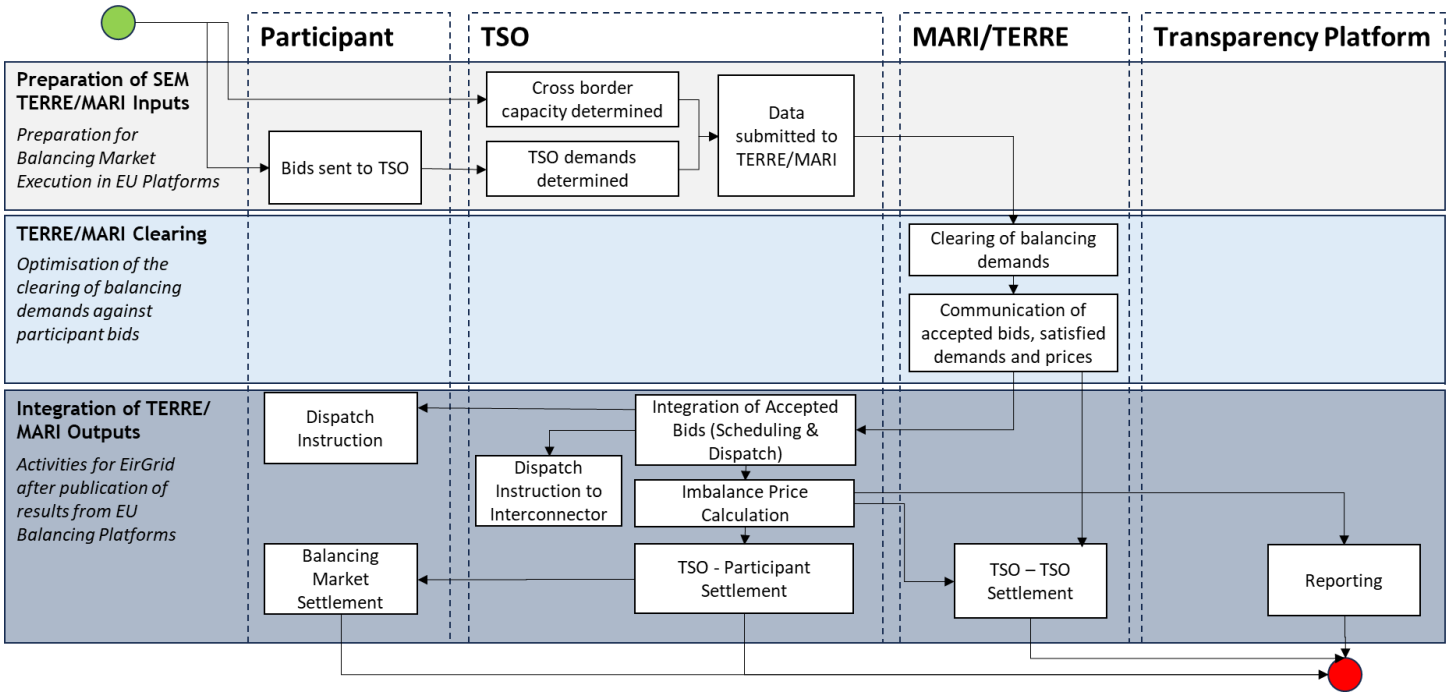 Participant
TSO
MARI/TERRE
Transparency Platform
Preparation of SEM
TERRE/MARI Inputs
Preparation for
Balancing Market
Execution in EU Platforms
Bids sent to TSO
Cross border
capacity determined
TSO demands
determined
Data
submitted to
TERRE/MARI
TERRE/MARI Clearing
Optimisation of the
clearing of balancing
demands against
participant bids
Clearing of balancing
demands
Communication of
accepted bids, satisfied
demands and prices
Integration of TERRE/
MARI Outputs
Activities for EirGrid
after publication of
results from EU
Balancing Platforms
Dispatch
Instruction
Integration of Accepted
Bids (Scheduling &
Dispatch)
Dispatch
Instruction to
Interconnector
Imbalance Price
Calculation
Balancing
Market
Settlement
TSO - Participant
Settlement
TSO – TSO
Settlement
Reporting